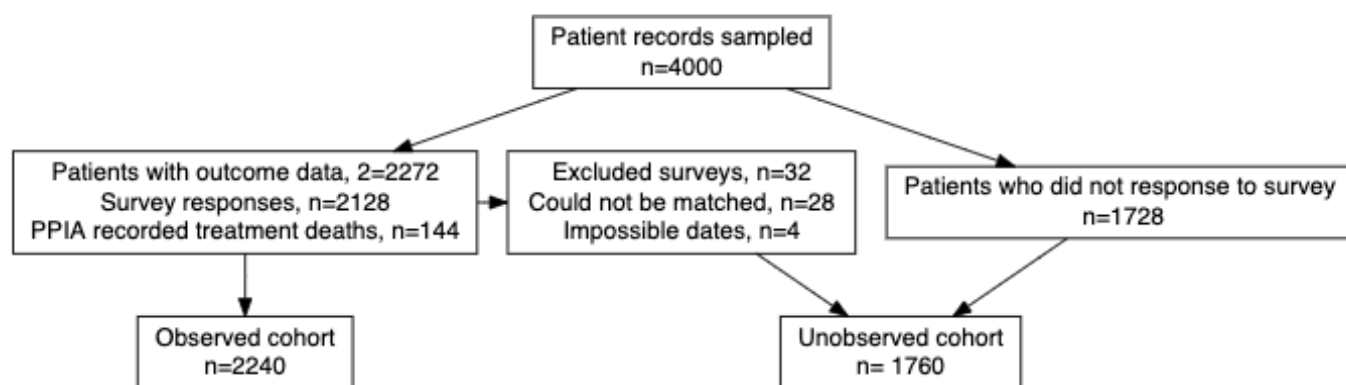 Patient records sampled
n=4000
Patients with outcome data, 2=2272
Survey responses, n=2128
PPIA recorded treatment deaths, n=144
Excluded surveys, n=32
Could not be matched, n=28
Impossible dates, n=4
Patients who did not response to survey
n=1728
Observed cohort
n=2240
Unobserved cohort
n= 1760